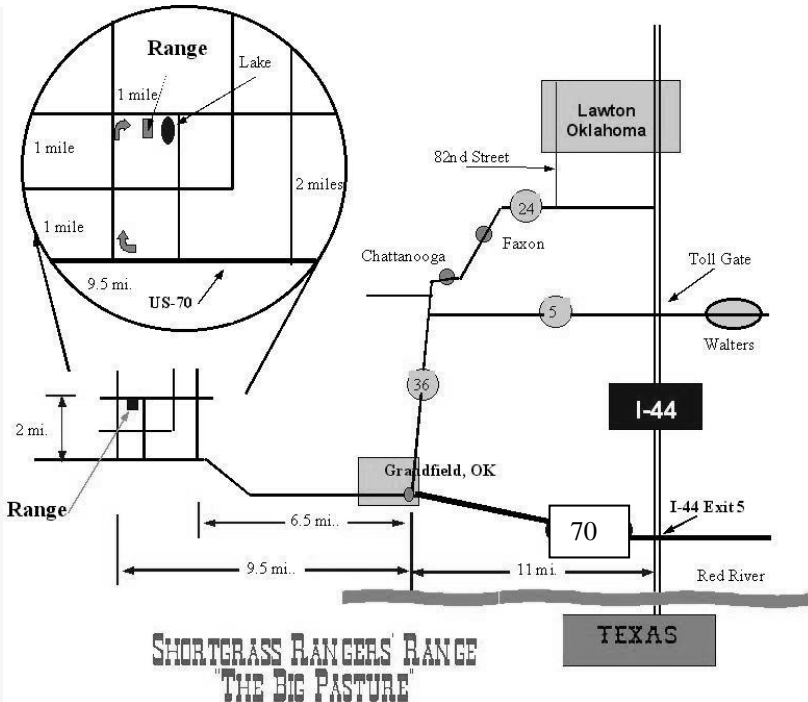 Range
Lake
1 mile
1 mile
2 miles
1 mile
9.5 mi.
US-70
Lawton
Oklahoma
82nd Street
24
Faxon
Chattanooga
Toll Gate
5
Walters
36
I-44
2 mi.
Range
Grandfield, OK
6.5 mi..
70
I-44 Exit 5
9.5 mi..
11 mi.
Red River
TEXAS
SHORTGRASS RANGERS' RANGE
"THE BIG PASTURE"